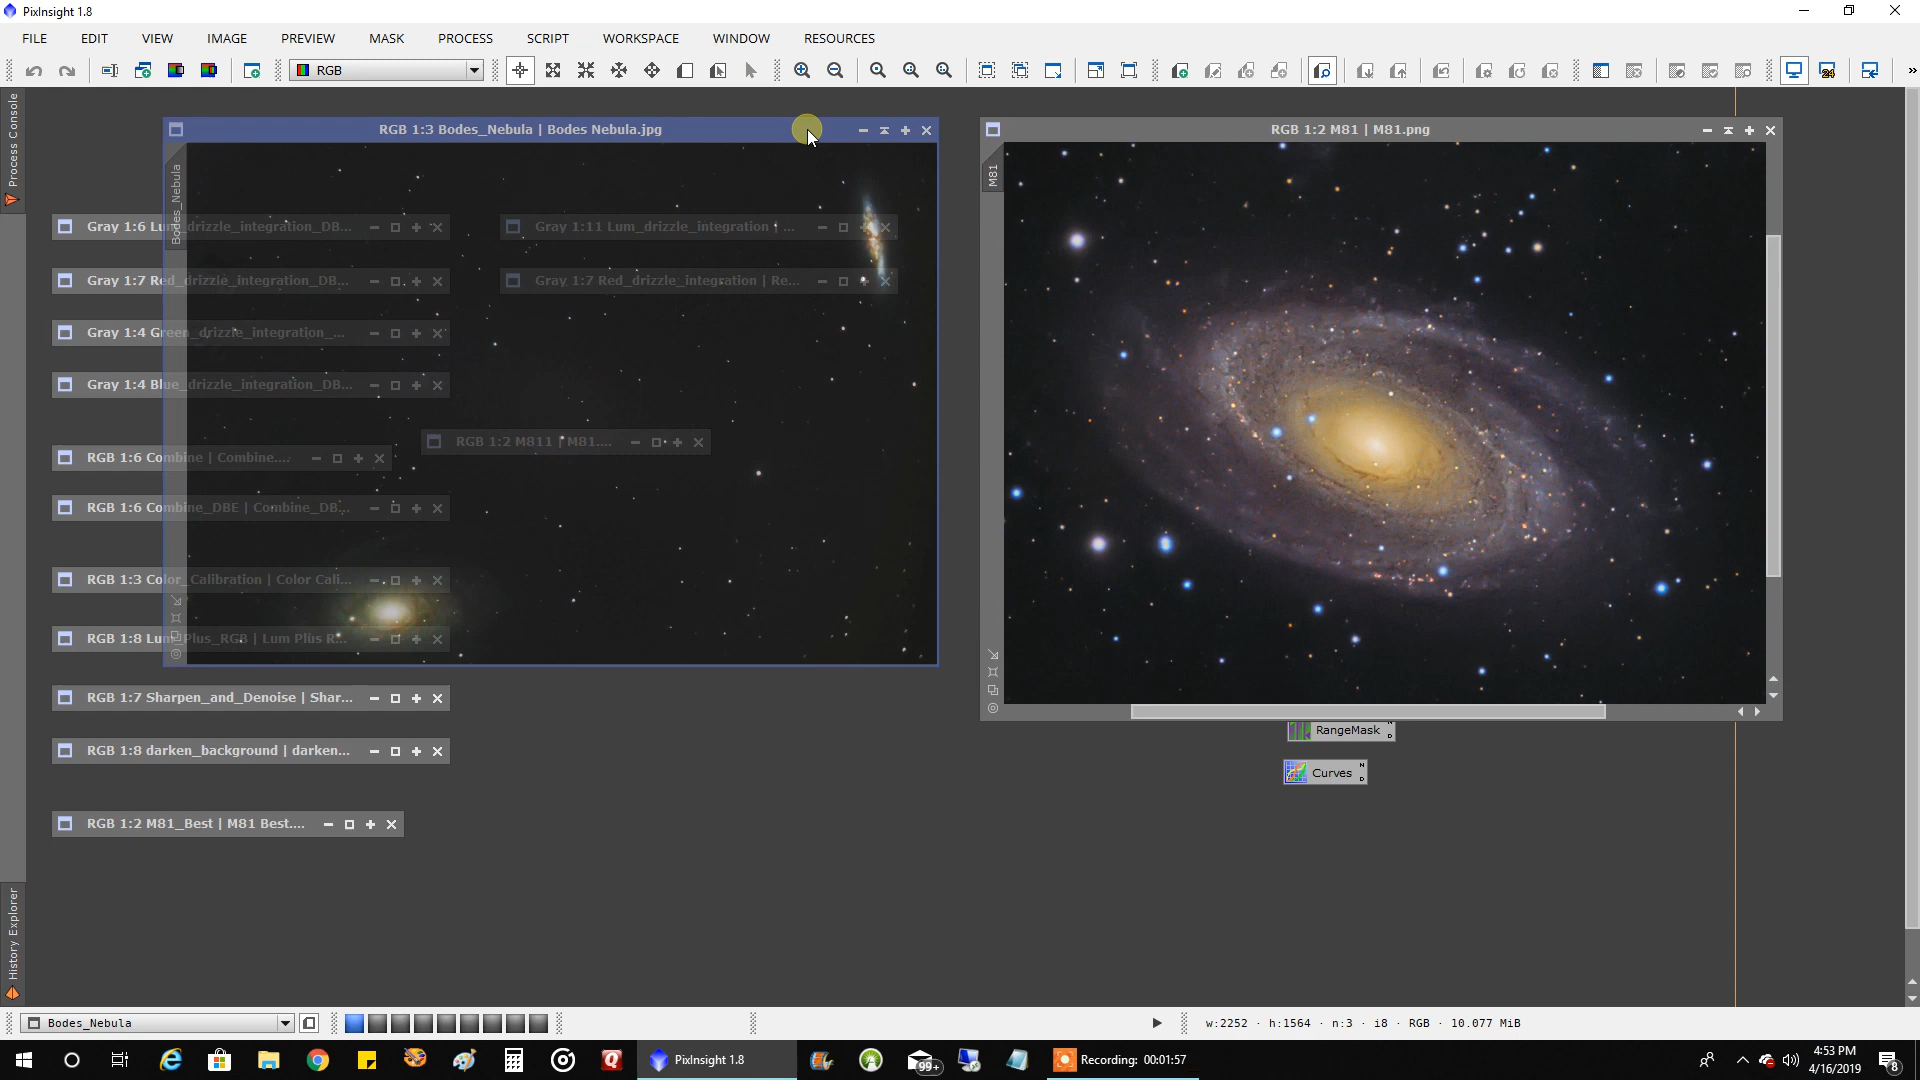 PixInsight 1.8
FILE EDIT VIEW IMAGE PREVIEW MASK PROCESS SCRIPT WORKSPACE WINDOW RESOURCES
RGB
24
Process Console
RGB 1:3 Bodes_Nebula | Bodes Nebula.jpg
RGB 1:2 M81 | M81.png
Bodes_Nebula
M81
Gray 1:6 Lum_drizzle_integration_DB...
Gray 1:11 Lum_drizzle_integration | ...
Gray 1:7 Red_drizzle_integration_DB...
Gray 1:7 Red_drizzle_integration | Re...
Gray 1:4 Green_drizzle_integration_...
Gray 1:4 Blue_drizzle_integration_DB...
RGB 1:2 M811 | M81....
RGB 1:6 Combine | Combine....
RGB 1:6 Combine_DBE | Combine_DB...
RGB 1:3 Color_Calibration | Color Cali...
RGB 1:8 Lum_Plus_RGB | Lum Plus R...
RGB 1:7 Sharpen_and_Denoise | Shar...
RGB 1:8 darken_background | darken...
RGB 1:2 M81_Best | M81 Best....
RangeMask
N
D
Curves
N
D
History Explorer
Bodes_Nebula
w:2252 · h:1564 · n:3 · i8 · RGB · 10.077 MiB
PixInsight 1.8
99+
Recording: 00:01:57
4:53 PM
4/16/2019
8